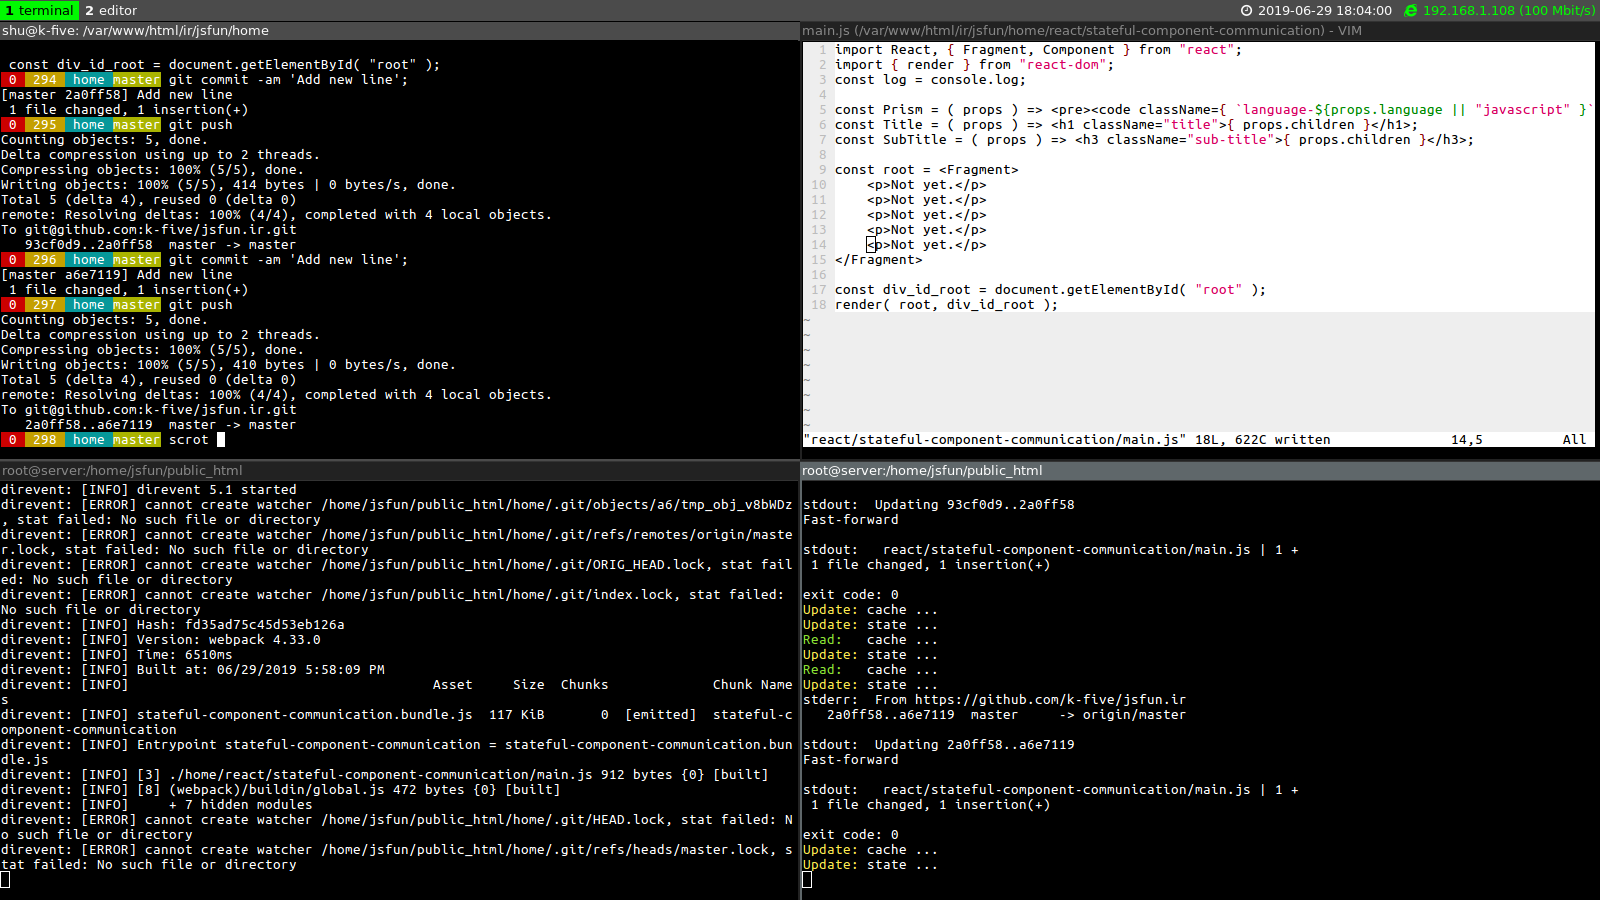 1 terminal 2 editor 2019-06-29 18:04:00 192.168.1.108 (100 Mbit/s)
shu@k-five: /var/www/html/ir/jsfun/home
const div_id_root = document.getElementById( "root" );
0 294 home master git commit -am 'Add new line';
[master 2a0ff58] Add new line
1 file changed, 1 insertion(+)
0 295 home master git push
Counting objects: 5, done.
Delta compression using up to 2 threads.
Compressing objects: 100% (5/5), done.
Writing objects: 100% (5/5), 414 bytes | 0 bytes/s, done.
Total 5 (delta 4), reused 0 (delta 0)
remote: Resolving deltas: 100% (4/4), completed with 4 local objects.
To git@github.com:k-five/jsfun.ir.git
93cf0d9..2a0ff58  master -> master
0 296 home master git commit -am 'Add new line';
[master a6e7119] Add new line
1 file changed, 1 insertion(+)
0 297 home master git push
Counting objects: 5, done.
Delta compression using up to 2 threads.
Compressing objects: 100% (5/5), done.
Writing objects: 100% (5/5), 410 bytes | 0 bytes/s, done.
Total 5 (delta 4), reused 0 (delta 0)
remote: Resolving deltas: 100% (4/4), completed with 4 local objects.
To git@github.com:k-five/jsfun.ir.git
2a0ff58..a6e7119  master -> master
0 298 home master scrot
main.js (/var/www/html/ir/jsfun/home/react/stateful-component-communication) - VIM
1 import React, { Fragment, Component } from "react";
2 import { render } from "react-dom";
3 const log = console.log;
4
5 const Prism = ( props ) => <pre><code className={ `language-${props.language || "javascript" }`
6 const Title = ( props ) => <h1 className="title">{ props.children }</h1>;
7 const SubTitle = ( props ) => <h3 className="sub-title">{ props.children }</h3>;
8
9 const root = <Fragment>
10     <p>Not yet.</p>
11     <p>Not yet.</p>
12     <p>Not yet.</p>
13     <p>Not yet.</p>
14     <p>Not yet.</p>
15 </Fragment>
16
17 const div_id_root = document.getElementById( "root" );
18 render( root, div_id_root );
~
~
~
~
~
~
~
~
"react/stateful-component-communication/main.js" 18L, 622C written 14,5 All
root@server:/home/jsfun/public_html
direvent: [INFO] direvent 5.1 started
direvent: [ERROR] cannot create watcher /home/jsfun/public_html/home/.git/objects/a6/tmp_obj_v8bWDz
, stat failed: No such file or directory
direvent: [ERROR] cannot create watcher /home/jsfun/public_html/home/.git/refs/remotes/origin/maste
r.lock, stat failed: No such file or directory
direvent: [ERROR] cannot create watcher /home/jsfun/public_html/home/.git/ORIG_HEAD.lock, stat fail
ed: No such file or directory
direvent: [ERROR] cannot create watcher /home/jsfun/public_html/home/.git/index.lock, stat failed:
No such file or directory
direvent: [INFO] Hash: fd35ad75c45d53eb126a
direvent: [INFO] Version: webpack 4.33.0
direvent: [INFO] Time: 6510ms
direvent: [INFO] Built at: 06/29/2019 5:58:09 PM
direvent: [INFO] Asset Size Chunks Chunk Name
s
direvent: [INFO] stateful-component-communication.bundle.js  117 KiB 0 [emitted] stateful-c
omponent-communication
direvent: [INFO] Entrypoint stateful-component-communication = stateful-component-communication.bun
dle.js
direvent: [INFO] [3] ./home/react/stateful-component-communication/main.js 912 bytes {0} [built]
direvent: [INFO] [8] (webpack)/buildin/global.js 472 bytes {0} [built]
direvent: [INFO]     + 7 hidden modules
direvent: [ERROR] cannot create watcher /home/jsfun/public_html/home/.git/HEAD.lock, stat failed: N
o such file or directory
direvent: [ERROR] cannot create watcher /home/jsfun/public_html/home/.git/refs/heads/master.lock, s
tat failed: No such file or directory
root@server:/home/jsfun/public_html
stdout:  Updating 93cf0d9..2a0ff58
Fast-forward
stdout:   react/stateful-component-communication/main.js | 1 +
1 file changed, 1 insertion(+)
exit code: 0
Update: cache ...
Update: state ...
Read:   cache ...
Update: state ...
Read:   cache ...
Update: state ...
stderr:  From https://github.com/k-five/jsfun.ir
2a0ff58..a6e7119  master     -> origin/master
stdout:  Updating 2a0ff58..a6e7119
Fast-forward
stdout:   react/stateful-component-communication/main.js | 1 +
1 file changed, 1 insertion(+)
exit code: 0
Update: cache ...
Update: state ...